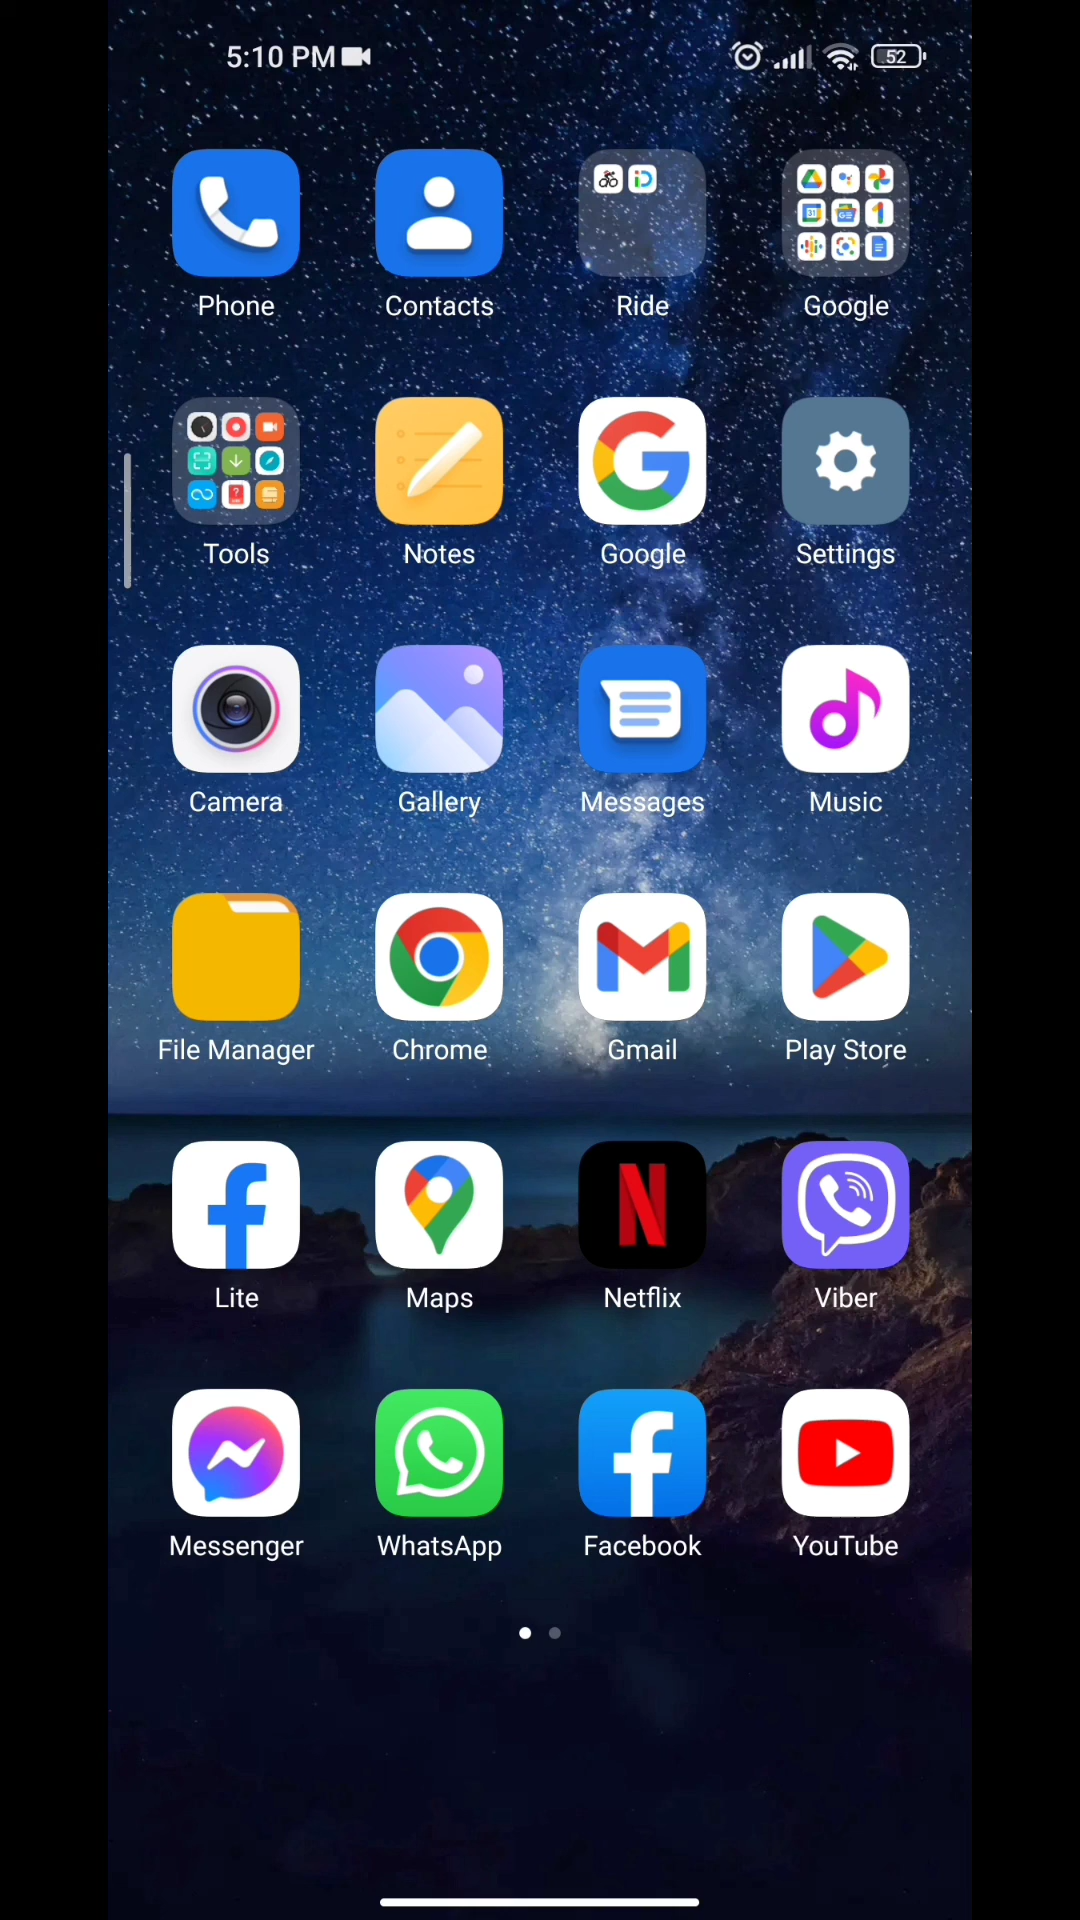 5:10 PM 52
Phone Contacts Ride Google
Tools Notes Google Settings
Camera Gallery Messages Music
File Manager Chrome Gmail Play Store
Lite Maps Netflix Viber
Messenger WhatsApp Facebook YouTube